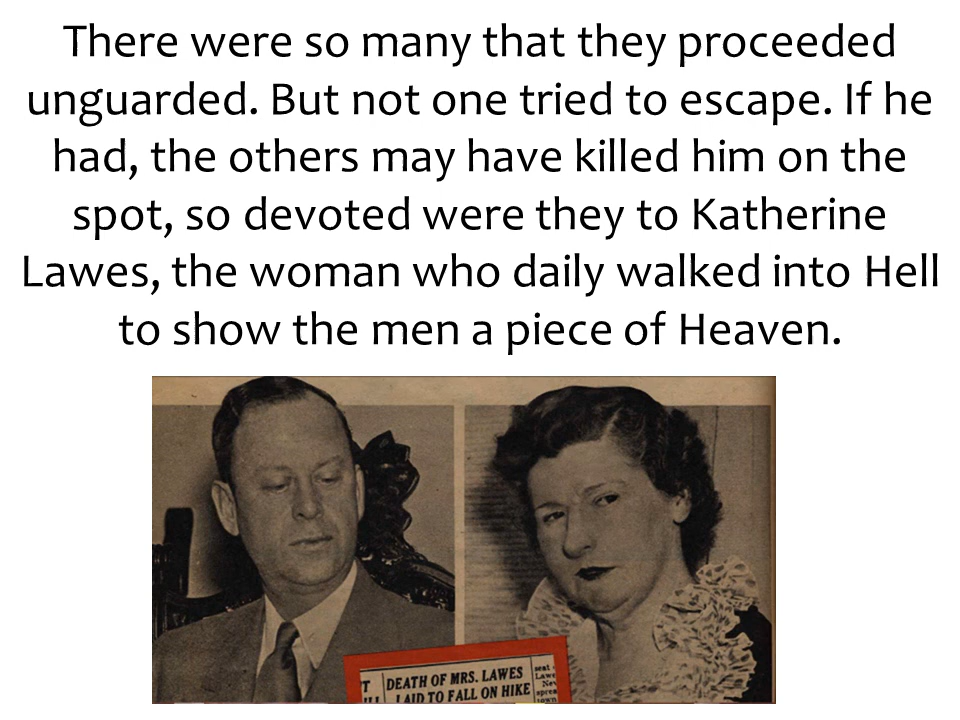 There were so many that they proceeded
unguarded. But not one tried to escape. If he
had, the others may have killed him on the
spot, so devoted were they to Katherine
Lawes, the woman who daily walked into Hell
to show the men a piece of Heaven.
DEATH OF MRS. LAWES
LAID TO FALL ON HIKE